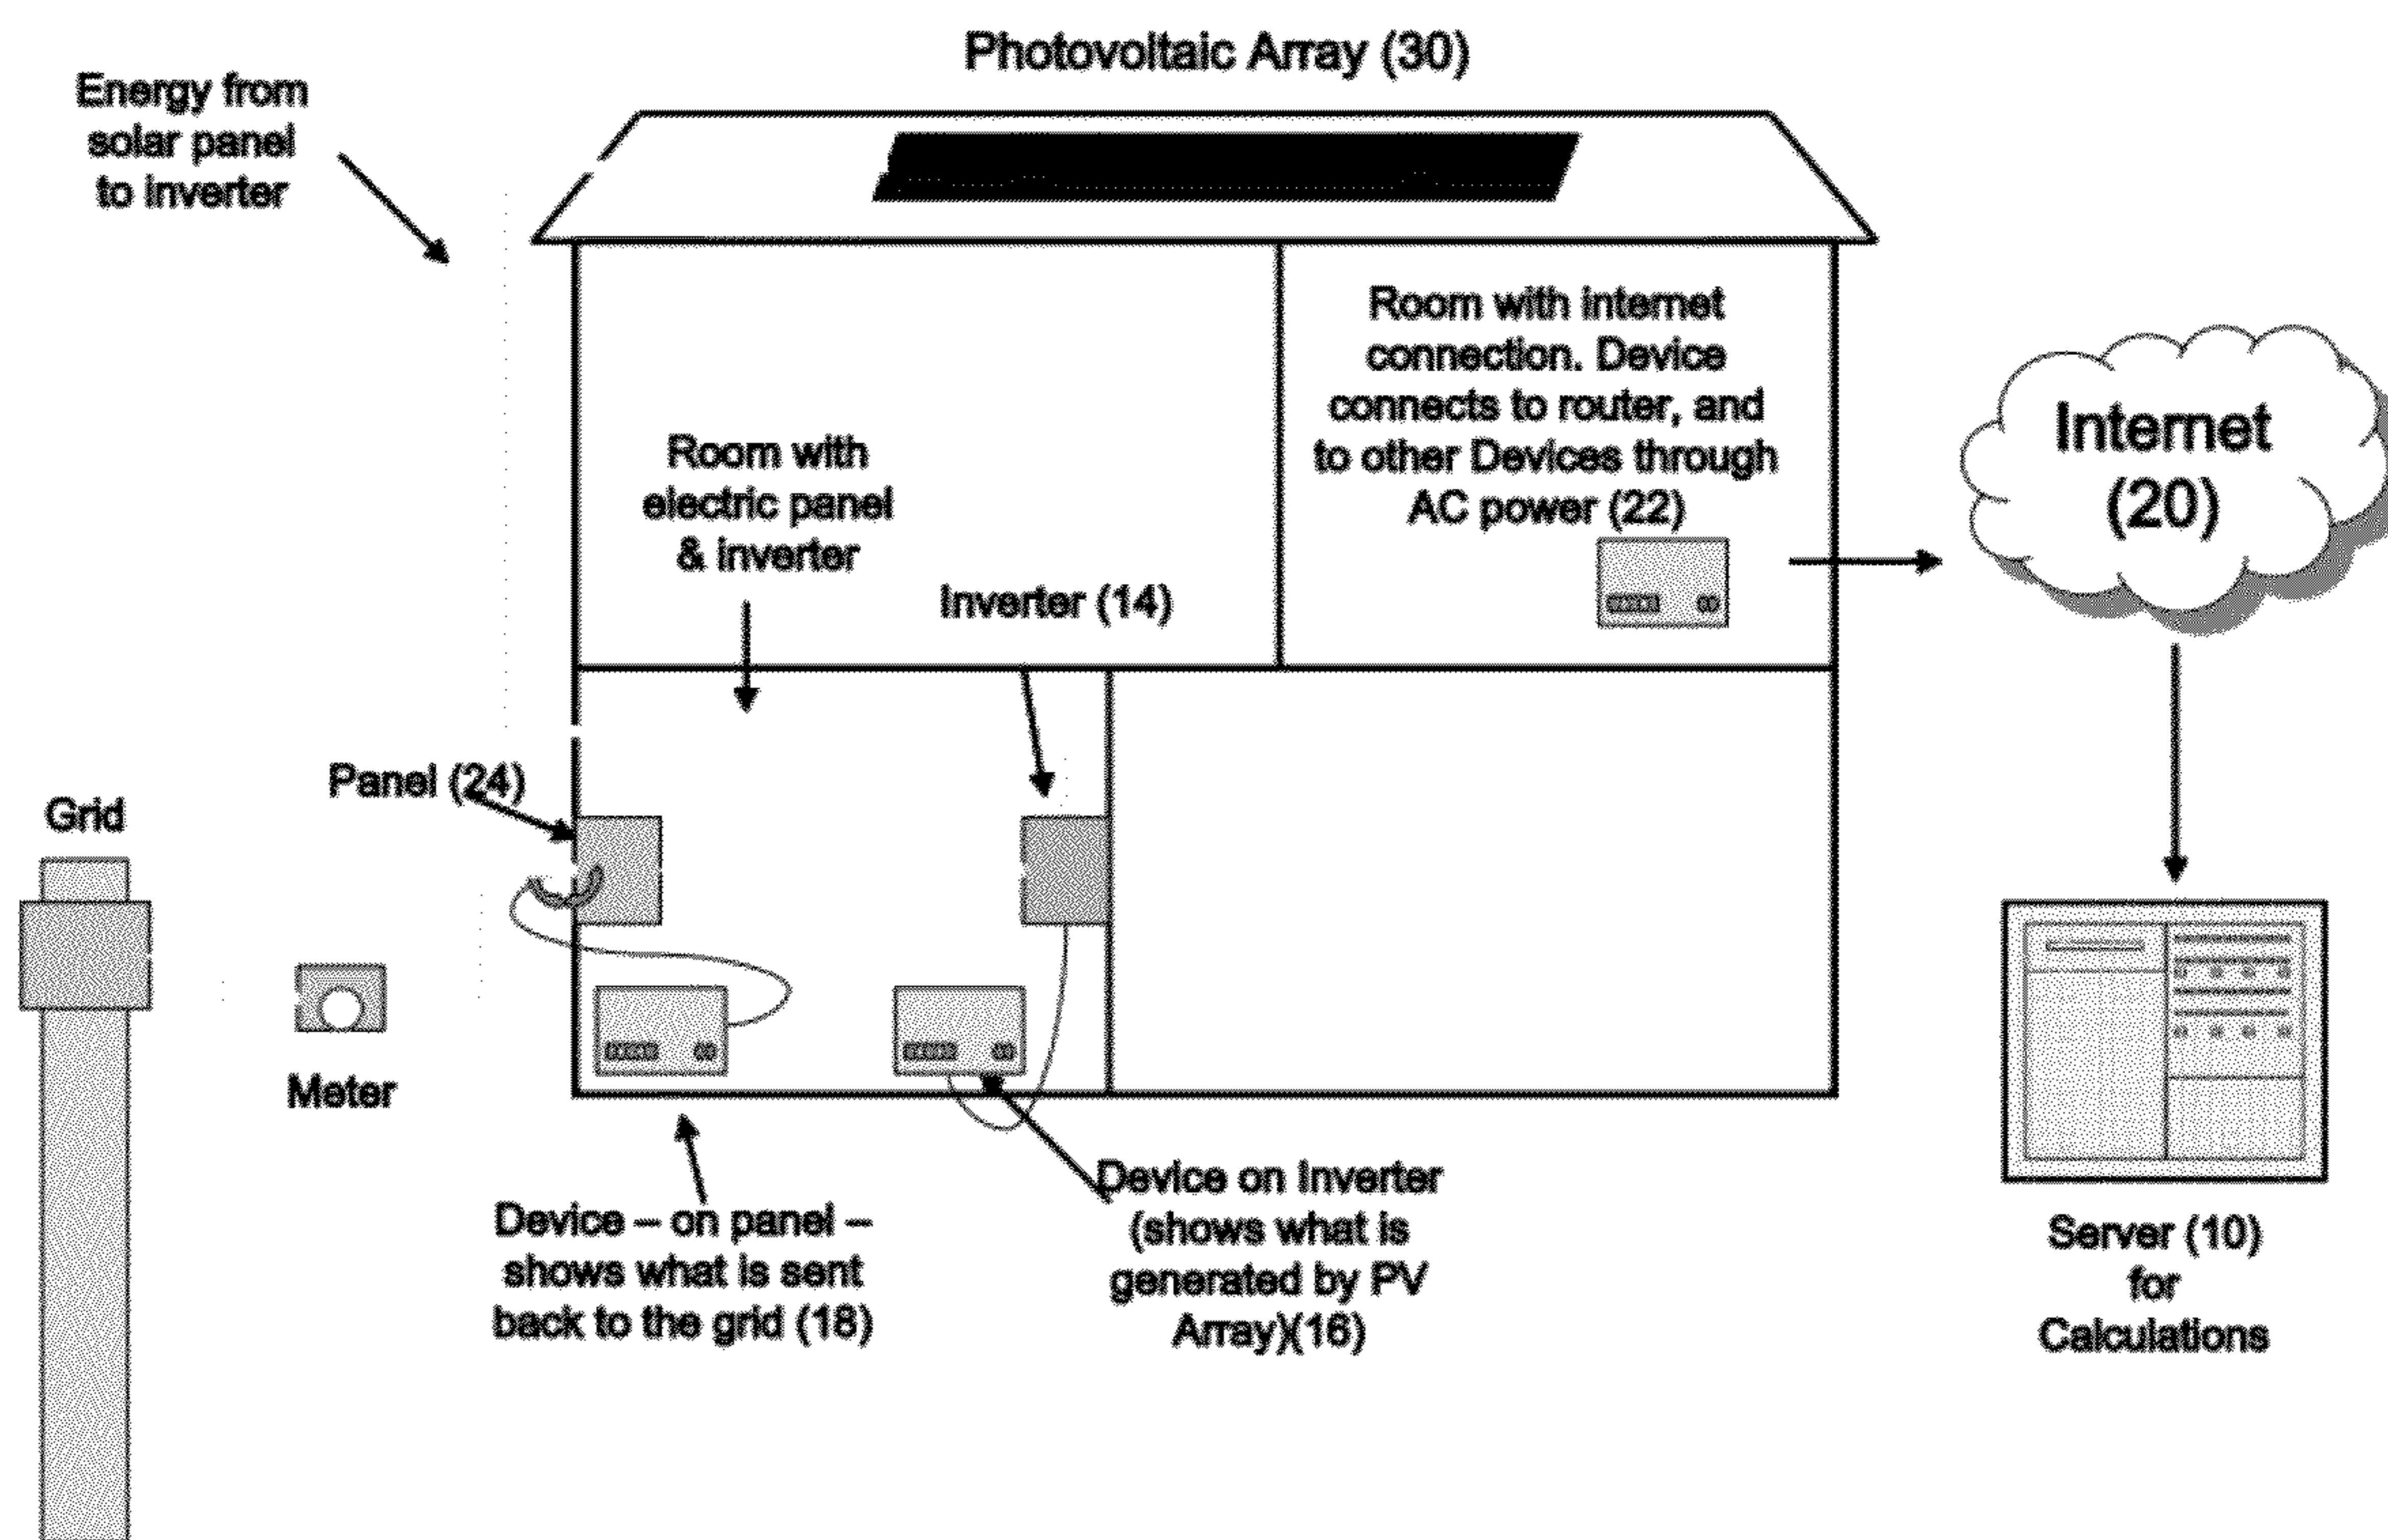 Photovoltaic Array (30)
Energy from
solar panel
to inverter
Room with internet
connection. Device
connects to router, and
to other Devices through
AC power (22)
Internet
(20)
Room with
electric panel
& inverter
Inverter (14)
Panel (24)
Grid
Meter
Device – on panel –
shows what is sent
back to the grid (18)
Device on Inverter
(shows what is
generated by PV
Array)(16)
Server (10)
for
Calculations